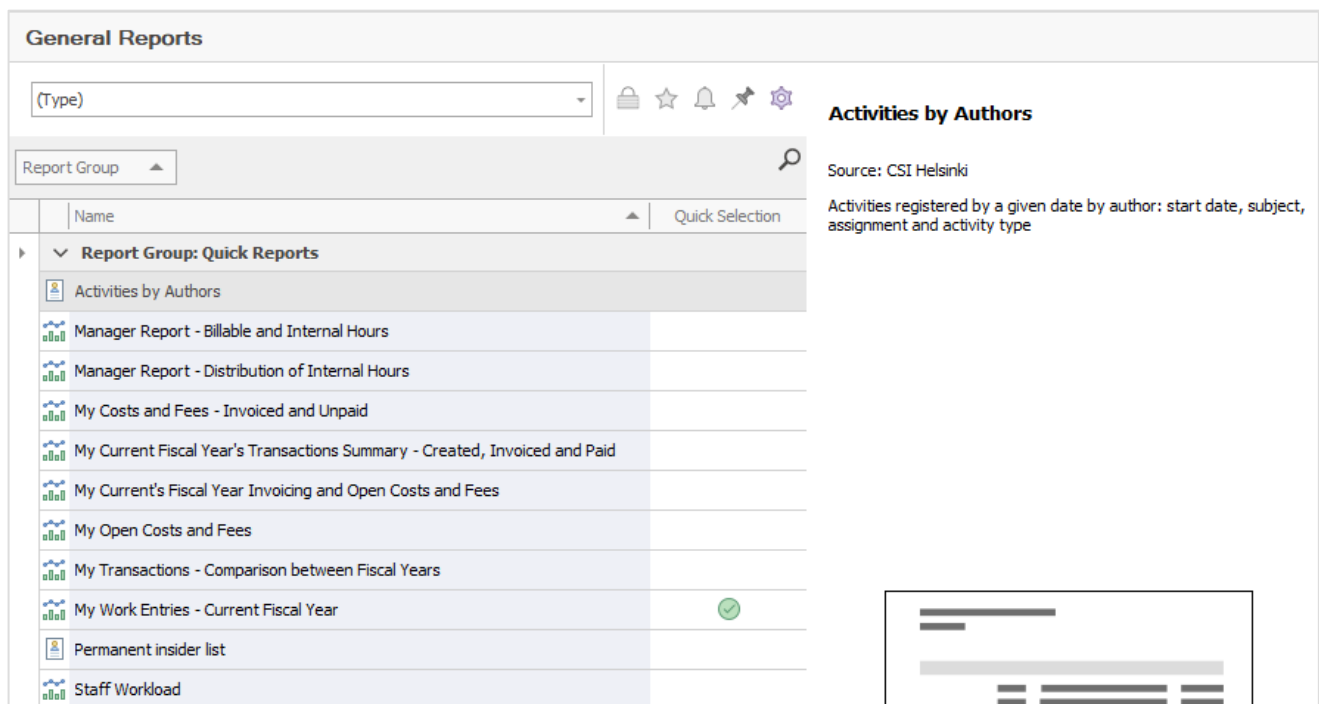 General Reports
(Type)
Report Group
Name
Quick Selection
Report Group: Quick Reports
Activities by Authors
Manager Report - Billable and Internal Hours
Manager Report - Distribution of Internal Hours
My Costs and Fees - Invoiced and Unpaid
My Current Fiscal Year's Transactions Summary - Created, Invoiced and Paid
My Current's Fiscal Year Invoicing and Open Costs and Fees
My Open Costs and Fees
My Transactions - Comparison between Fiscal Years
My Work Entries - Current Fiscal Year
Permanent insider list
Staff Workload
Activities by Authors
Source: CSI Helsinki
Activities registered by a given date by author: start date, subject,
assignment and activity type